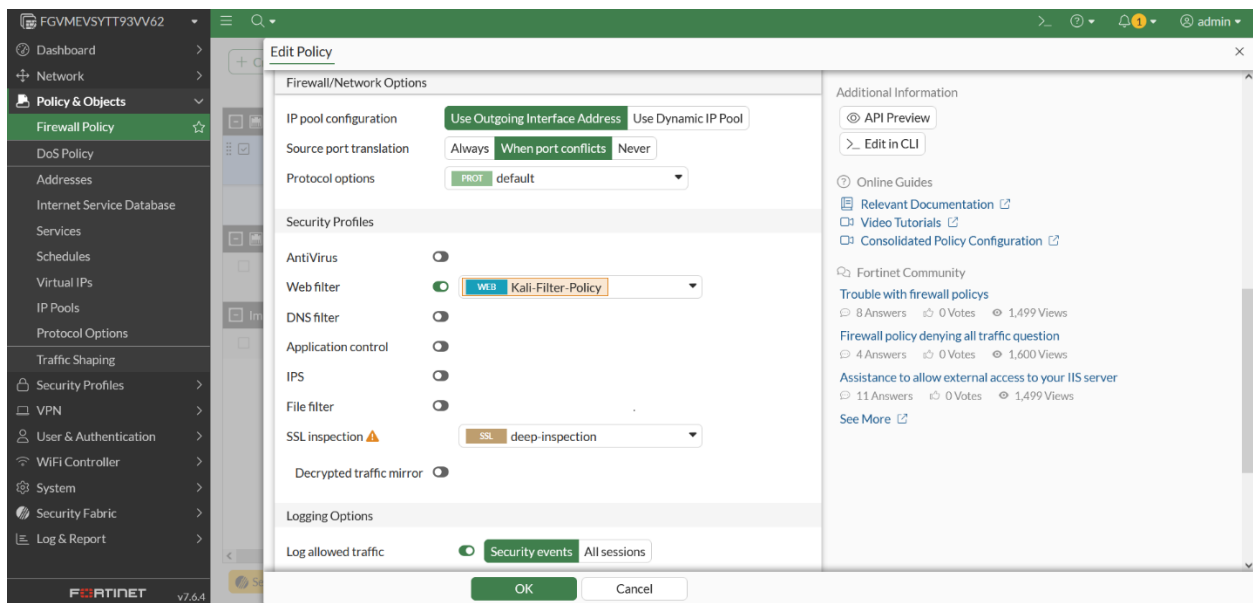 FGVMEVSYTT93VV62
>_ 1 admin
Dashboard
Network
Policy & Objects
Firewall Policy
DoS Policy
Addresses
Internet Service Database
Services
Schedules
Virtual IPs
IP Pools
Protocol Options
Traffic Shaping
Security Profiles
VPN
User & Authentication
WiFi Controller
System
Security Fabric
Log & Report
FORTINET v7.6.4
Edit Policy
Firewall/Network Options
IP pool configuration Use Outgoing Interface Address Use Dynamic IP Pool
Source port translation Always When port conflicts Never
Protocol options PROT default
Security Profiles
AntiVirus
Web filter WEB Kali-Filter-Policy
DNS filter
Application control
IPS
File filter
SSL inspection SSL deep-inspection
Decrypted traffic mirror
Logging Options
Log allowed traffic Security events All sessions
OK Cancel
Additional Information
API Preview
>_ Edit in CLI
Online Guides
Relevant Documentation
Video Tutorials
Consolidated Policy Configuration
Fortinet Community
Trouble with firewall policys
8 Answers 0 Votes 1,499 Views
Firewall policy denying all traffic question
4 Answers 0 Votes 1,600 Views
Assistance to allow external access to your IIS server
11 Answers 0 Votes 1,499 Views
See More